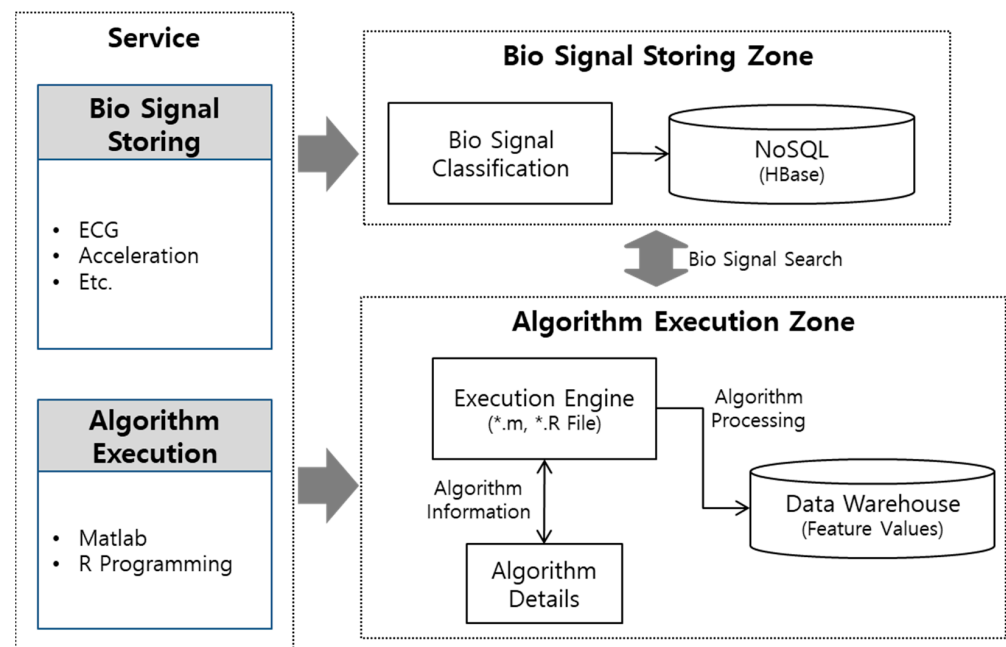 Service
Bio Signal
Storing
• ECG
• Acceleration
• Etc.
Algorithm
Execution
• Matlab
• R Programming
Bio Signal Storing Zone
Bio Signal
Classification
NoSQL
(HBase)
Bio Signal Search
Algorithm Execution Zone
Execution Engine
(*.m, *.R File)
Algorithm
Processing
Algorithm
Information
Data Warehouse
(Feature Values)
Algorithm
Details